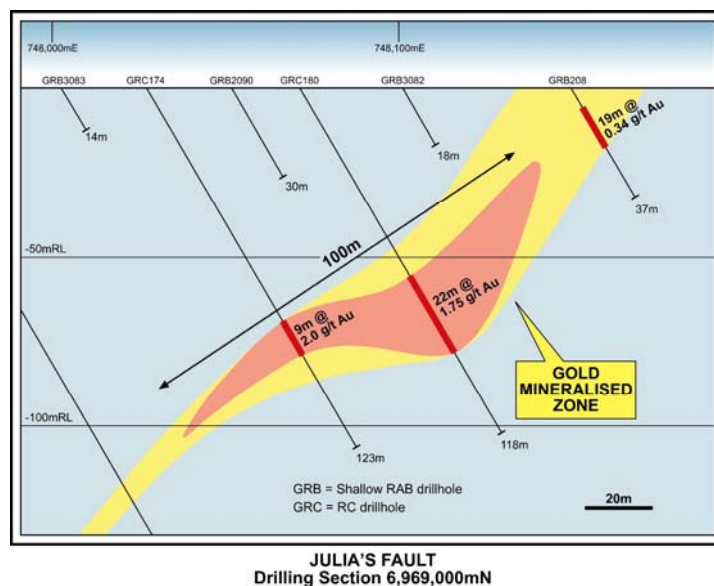 748,000mE
748,100mE
GRB3083
GRC174
GRB2090
GRC180
GRB3082
GRB208
14m
30m
18m
19m @
0.34 g/t Au
37m
-50mRL
100m
9m @
2.0 g/t Au
22m @
1.75 g/t Au
GOLD
MINERALISED
ZONE
-100mRL
123m
118m
GRB = Shallow RAB drillhole
GRC = RC drillhole
20m
JULIA'S FAULT
Drilling Section 6,969,000mN